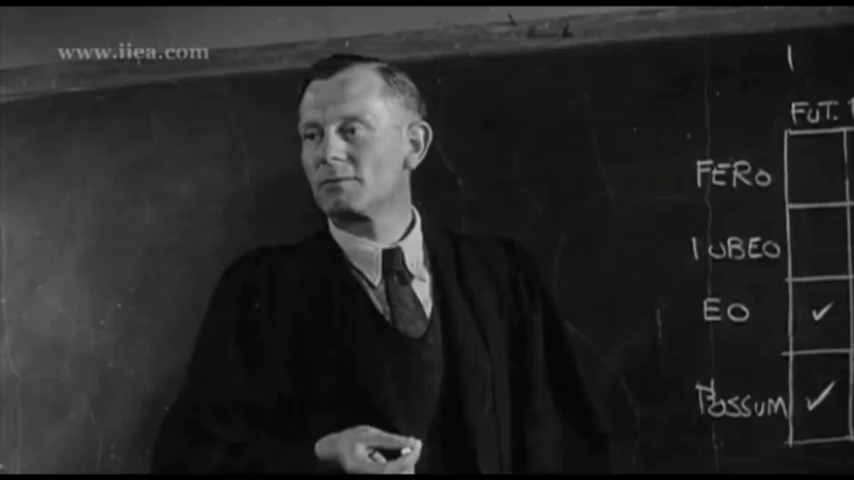 www.iiea.com
FUT.
FERO
IUBEO
EO ✓
POSSUM ✓